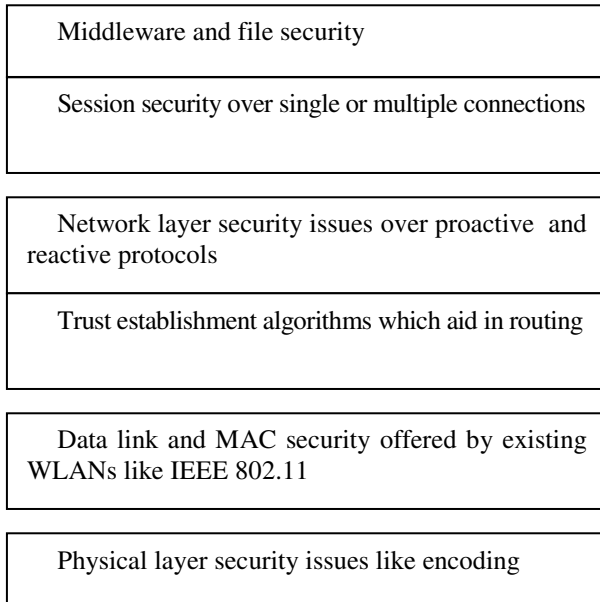 Middleware and file security
Session security over single or multiple connections
Network layer security issues over proactive and
reactive protocols
Trust establishment algorithms which aid in routing
Data link and MAC security offered by existing
WLANs like IEEE 802.11
Physical layer security issues like encoding